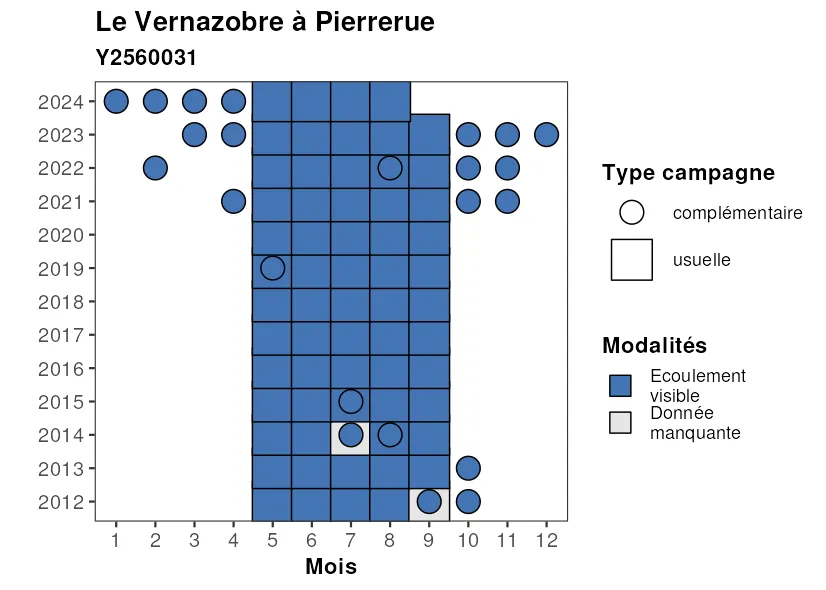 Le Vernazobre à Pierrerue
Y2560031
2024
2023
2022
2021
2020
2019
2018
2017
2016
2015
2014
2013
2012
1 2 3 4 5 6 7 8 9 10 11 12
Mois
Type campagne
complémentaire
usuelle
Modalités
Ecoulement
visible
Donnée
manquante